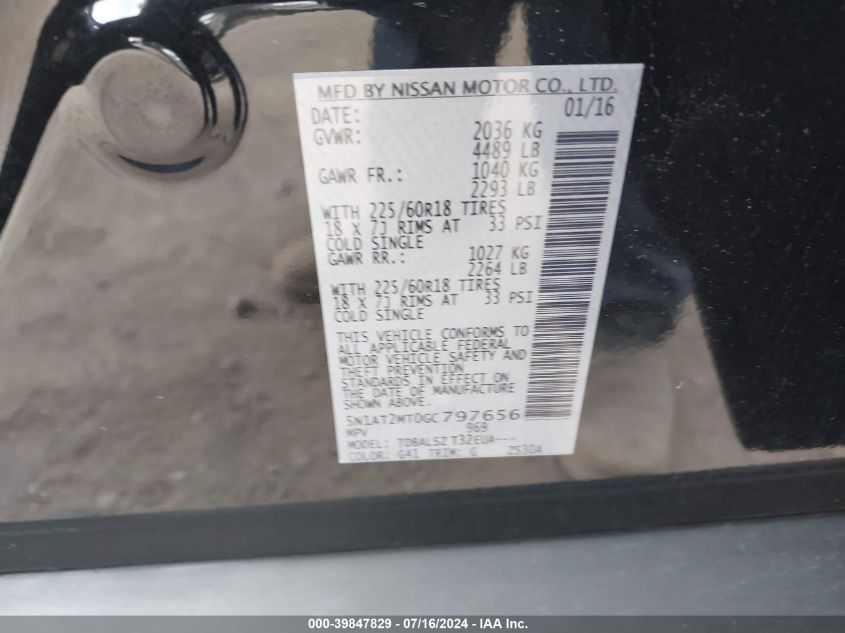 MFD BY NISSAN MOTOR CO., LTD.
DATE: 01/16
GVWR: 2036 KG
4489 LB
GAWR FR.: 1040 KG
2293 LB
WITH 225/60R18 TIRES
18 X 7J RIMS AT 33 PSI
COLD SINGLE
GAWR RR.: 1027 KG
2264 LB
WITH 225/60R18 TIRES
18 X 7J RIMS AT 33 PSI
COLD SINGLE
THIS VEHICLE CONFORMS TO
ALL APPLICABLE FEDERAL
MOTOR VEHICLE SAFETY AND
THEFT PREVENTION
STANDARDS IN EFFECT ON
THE DATE OF MANUFACTURE
5N1AT2MT0GC797656
MPV 969
MODEL: TDBALSZ T32EUA---
COLOR: G41 TRIM: G ZS30A
000-39847829 - 07/16/2024 - IAA Inc.